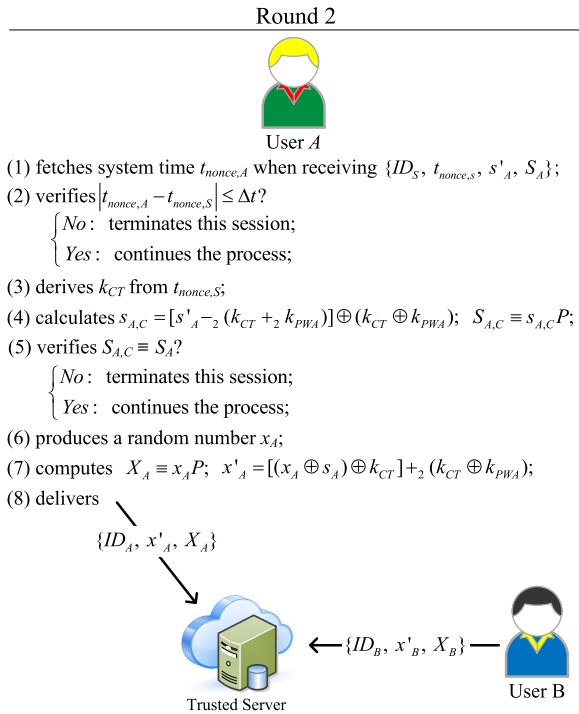 Round 2
User A
(1) fetches system time t_{nonce,A} when receiving {ID_S, t_{nonce,s}, s'_A, S_A};
(2) verifies |t_{nonce,A} − t_{nonce,S}| ≤ Δt?
No: terminates this session;
Yes: continues the process;
(3) derives k_{CT} from t_{nonce,S};
(4) calculates s_{A,C} = [s'_A −₂ (k_{CT} +₂ k_{PWA})] ⊕ (k_{CT} ⊕ k_{PWA}); S_{A,C} ≡ s_{A,C}P;
(5) verifies S_{A,C} ≡ S_A?
No: terminates this session;
Yes: continues the process;
(6) produces a random number x_A;
(7) computes X_A ≡ x_A P; x'_A = [(x_A ⊕ s_A) ⊕ k_{CT}] +₂ (k_{CT} ⊕ k_{PWA});
(8) delivers
{ID_A, x'_A, X_A}
{ID_B, x'_B, X_B}
Trusted Server
User B